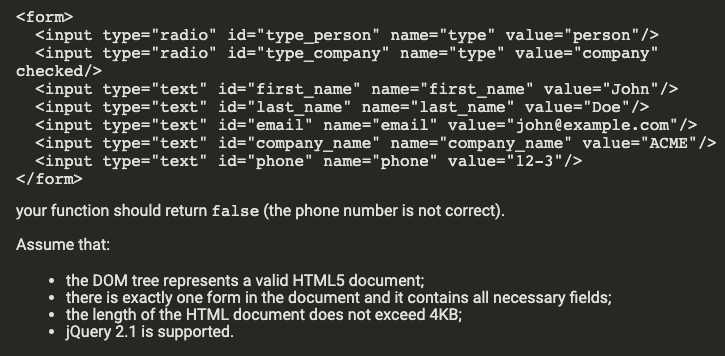 <form>
<input type="radio" id="type_person" name="type" value="person"/>
<input type="radio" id="type_company" name="type" value="company"
checked/>
<input type="text" id="first_name" name="first_name" value="John"/>
<input type="text" id="last_name" name="last_name" value="Doe"/>
<input type="text" id="email" name="email" value="john@example.com"/>
<input type="text" id="company_name" name="company_name" value="ACME"/>
<input type="text" id="phone" name="phone" value="12-3"/>
</form>
your function should return false (the phone number is not correct).
Assume that:
• the DOM tree represents a valid HTML5 document;
• there is exactly one form in the document and it contains all necessary fields;
• the length of the HTML document does not exceed 4KB;
• jQuery 2.1 is supported.